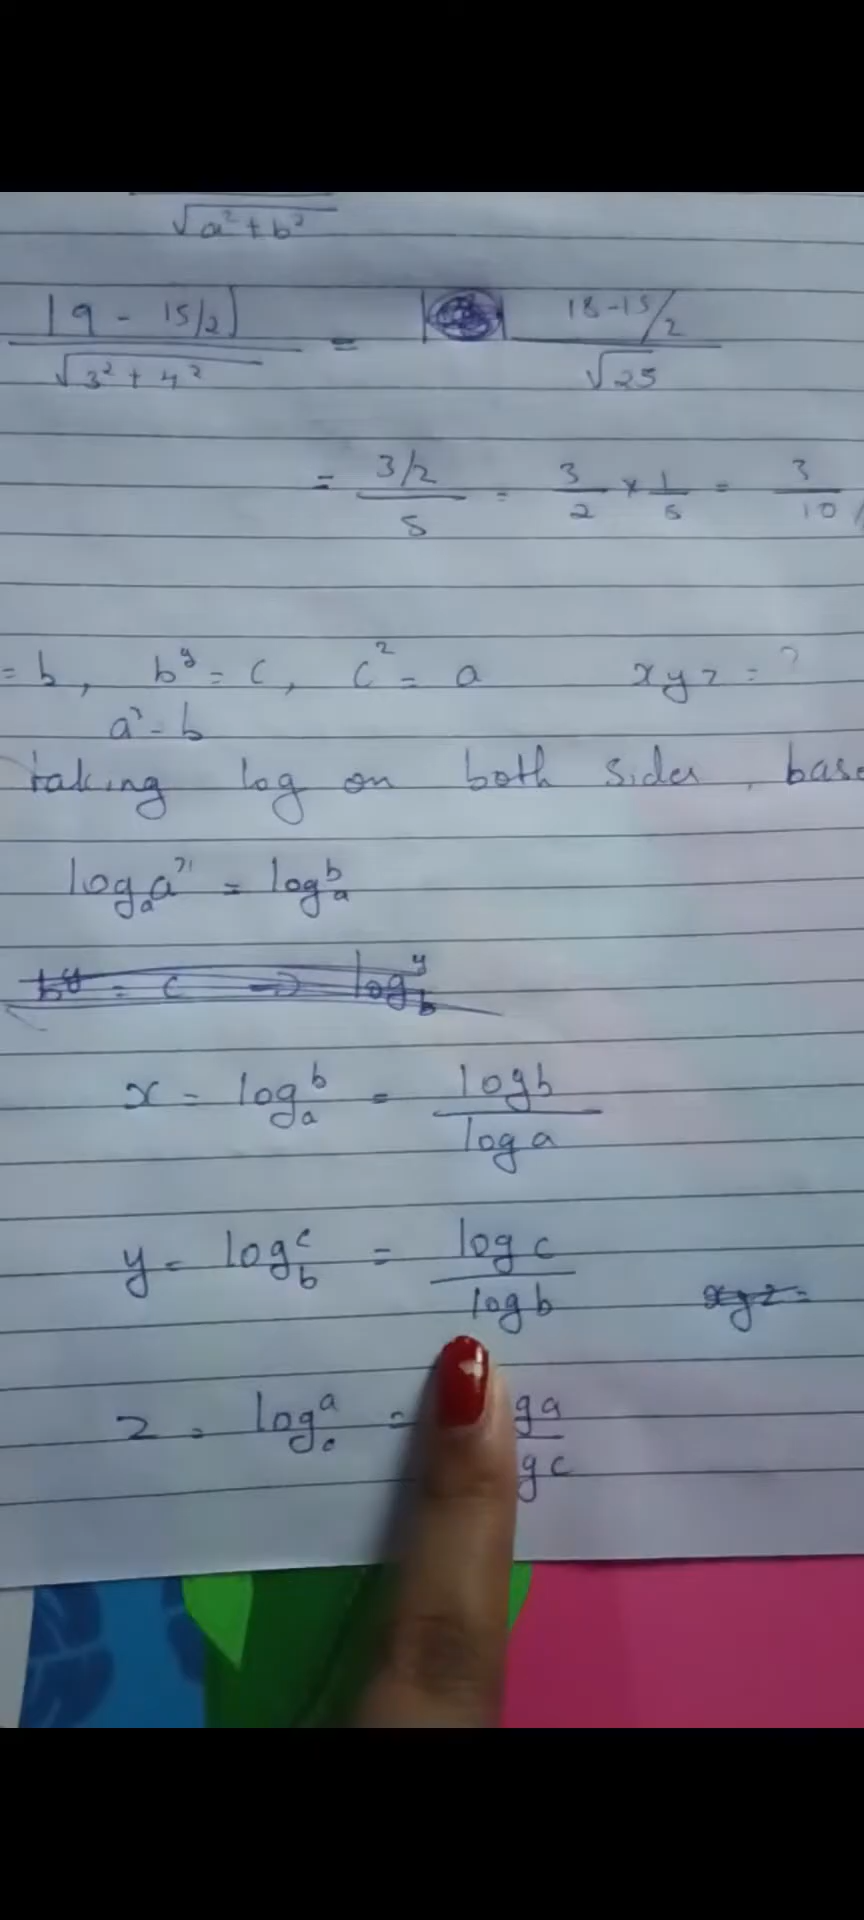 √a²+b²
|9 - 15/2| / √3²+4² = 18-15/2 / √25
= 3/2 / 5 = 3/2 × 1/5 = 3/10 //
= b, b^y = c, c^z = a xyz = ?
a^x = b
taking log on both sides, base
log_a a^x = log_a^b
b^y = c → log_b^y
x = log_a^b = log b / log a
y = log_b^c = log c / log b
xyz =
z = log_c^a = ga / gc